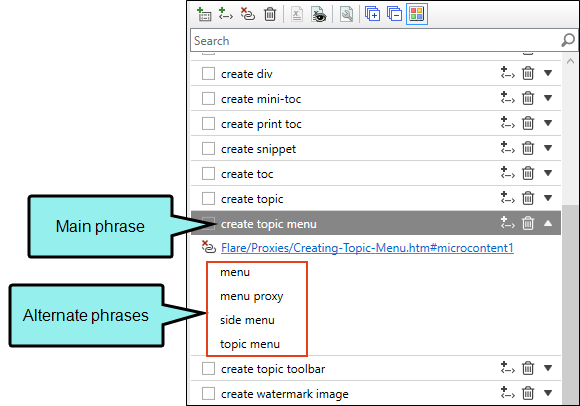 Search
create div
create mini-toc
create print toc
create snippet
create toc
create topic
Main phrase
create topic menu
Flare/Proxies/Creating-Topic-Menu.htm#microcontent1
Alternate phrases
menu
menu proxy
side menu
topic menu
create topic toolbar
create watermark image